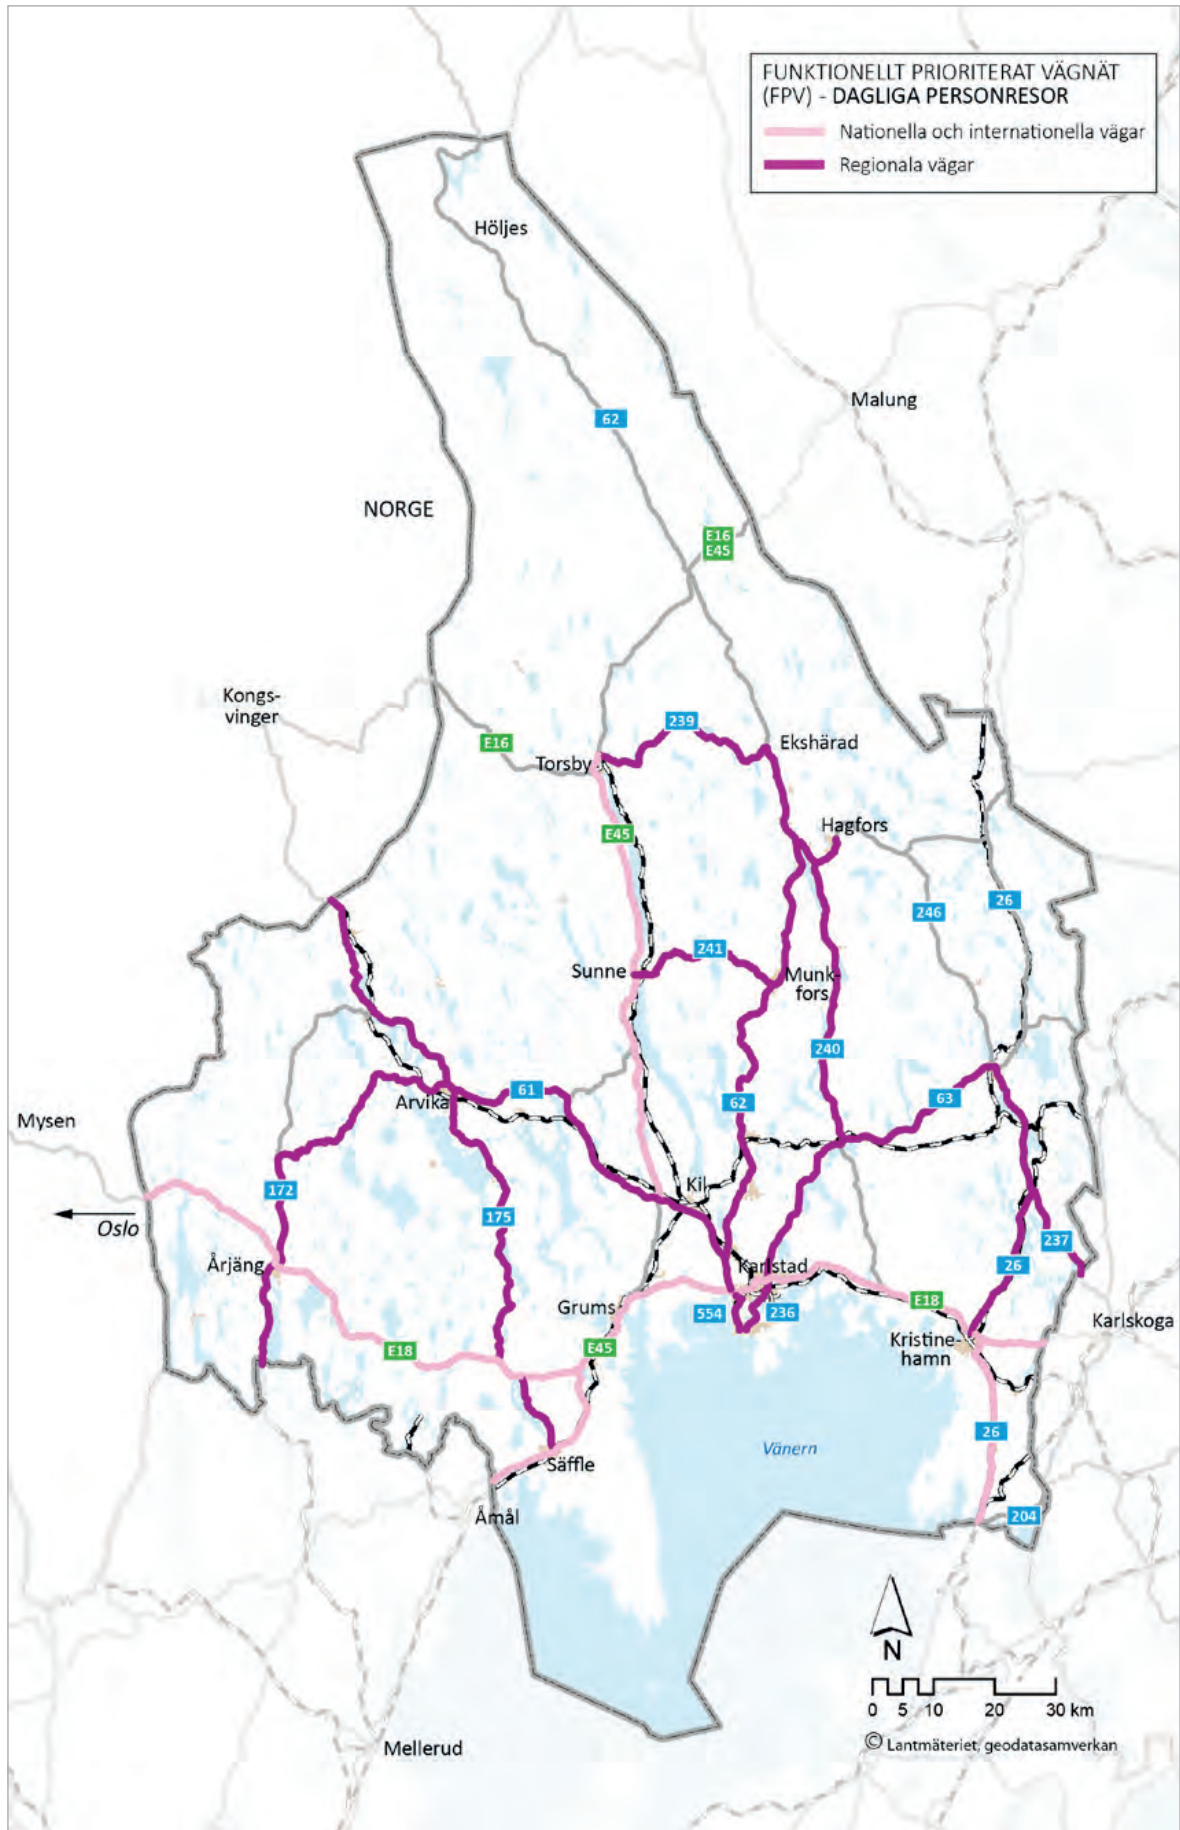 FUNKTIONELLT PRIORITERAT VÄGNÄT
(FPV) - DAGLIGA PERSONRESOR
Nationella och internationella vägar
Regionala vägar
Höljes
Malung
62
NORGE
E16
E45
Kongs-
vinger
239
E16
Ekshärad
Torsby
E45
Hagfors
26
246
241
Sunne
Munk-
fors
240
61
63
Arvika
62
Mysen
Kil
172
175
Oslo
237
Årjäng
Karlstad
26
E18
Grums
554
236
Karlskoga
Kristine-
hamn
E45
E18
26
Vänern
Säffle
Åmål
204
N
0 5 10 20 30 km
Mellerud
© Lantmäteriet, geodatasamverkan